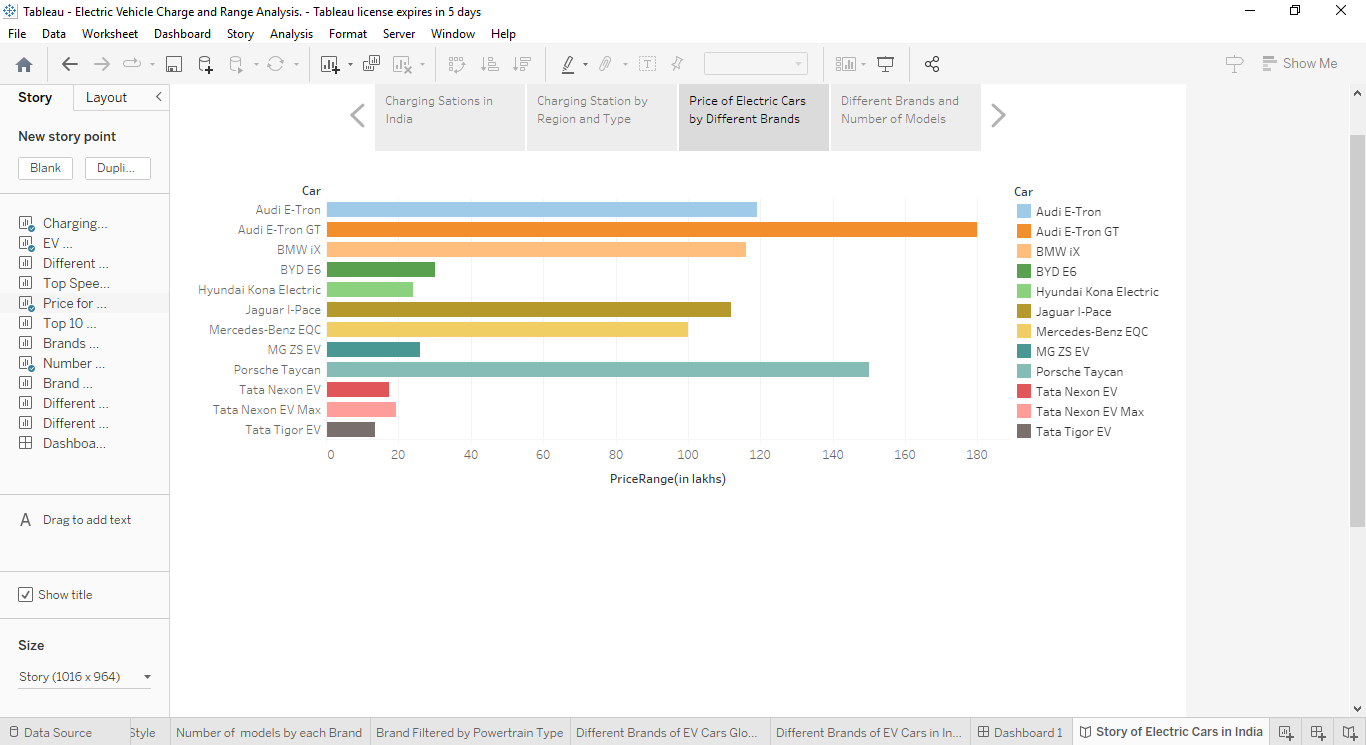 Tableau - Electric Vehicle Charge and Range Analysis. - Tableau license expires in 5 days
File Data Worksheet Dashboard Story Analysis Format Server Window Help
Show Me
Story Layout
New story point
Blank Dupli...
Charging...
EV ...
Different ...
Top Spee...
Price for ...
Top 10 ...
Brands ...
Number ...
Brand ...
Different ...
Different ...
Dashboa...
A Drag to add text
Show title
Size
Story (1016 x 964)
Charging Sations in
India
Charging Station by
Region and Type
Price of Electric Cars
by Different Brands
Different Brands and
Number of Models
Car
Audi E-Tron
Audi E-Tron GT
BMW iX
BYD E6
Hyundai Kona Electric
Jaguar I-Pace
Mercedes-Benz EQC
MG ZS EV
Porsche Taycan
Tata Nexon EV
Tata Nexon EV Max
Tata Tigor EV
0 20 40 60 80 100 120 140 160 180
PriceRange(in lakhs)
Car
Audi E-Tron
Audi E-Tron GT
BMW iX
BYD E6
Hyundai Kona Electric
Jaguar I-Pace
Mercedes-Benz EQC
MG ZS EV
Porsche Taycan
Tata Nexon EV
Tata Nexon EV Max
Tata Tigor EV
Data Source Style Number of models by each Brand Brand Filtered by Powertrain Type Different Brands of EV Cars Glo... Different Brands of EV Cars in In... Dashboard 1 Story of Electric Cars in India